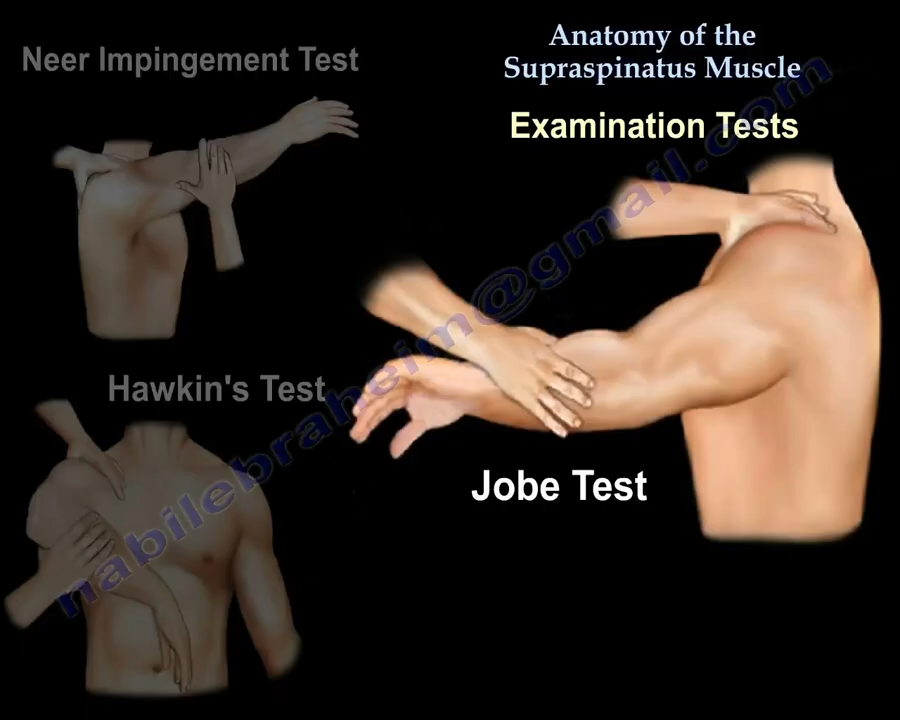 Neer Impingement Test
Anatomy of the
Supraspinatus Muscle
Examination Tests
Hawkin's Test
Jobe Test
nabilebraheim@gmail.com